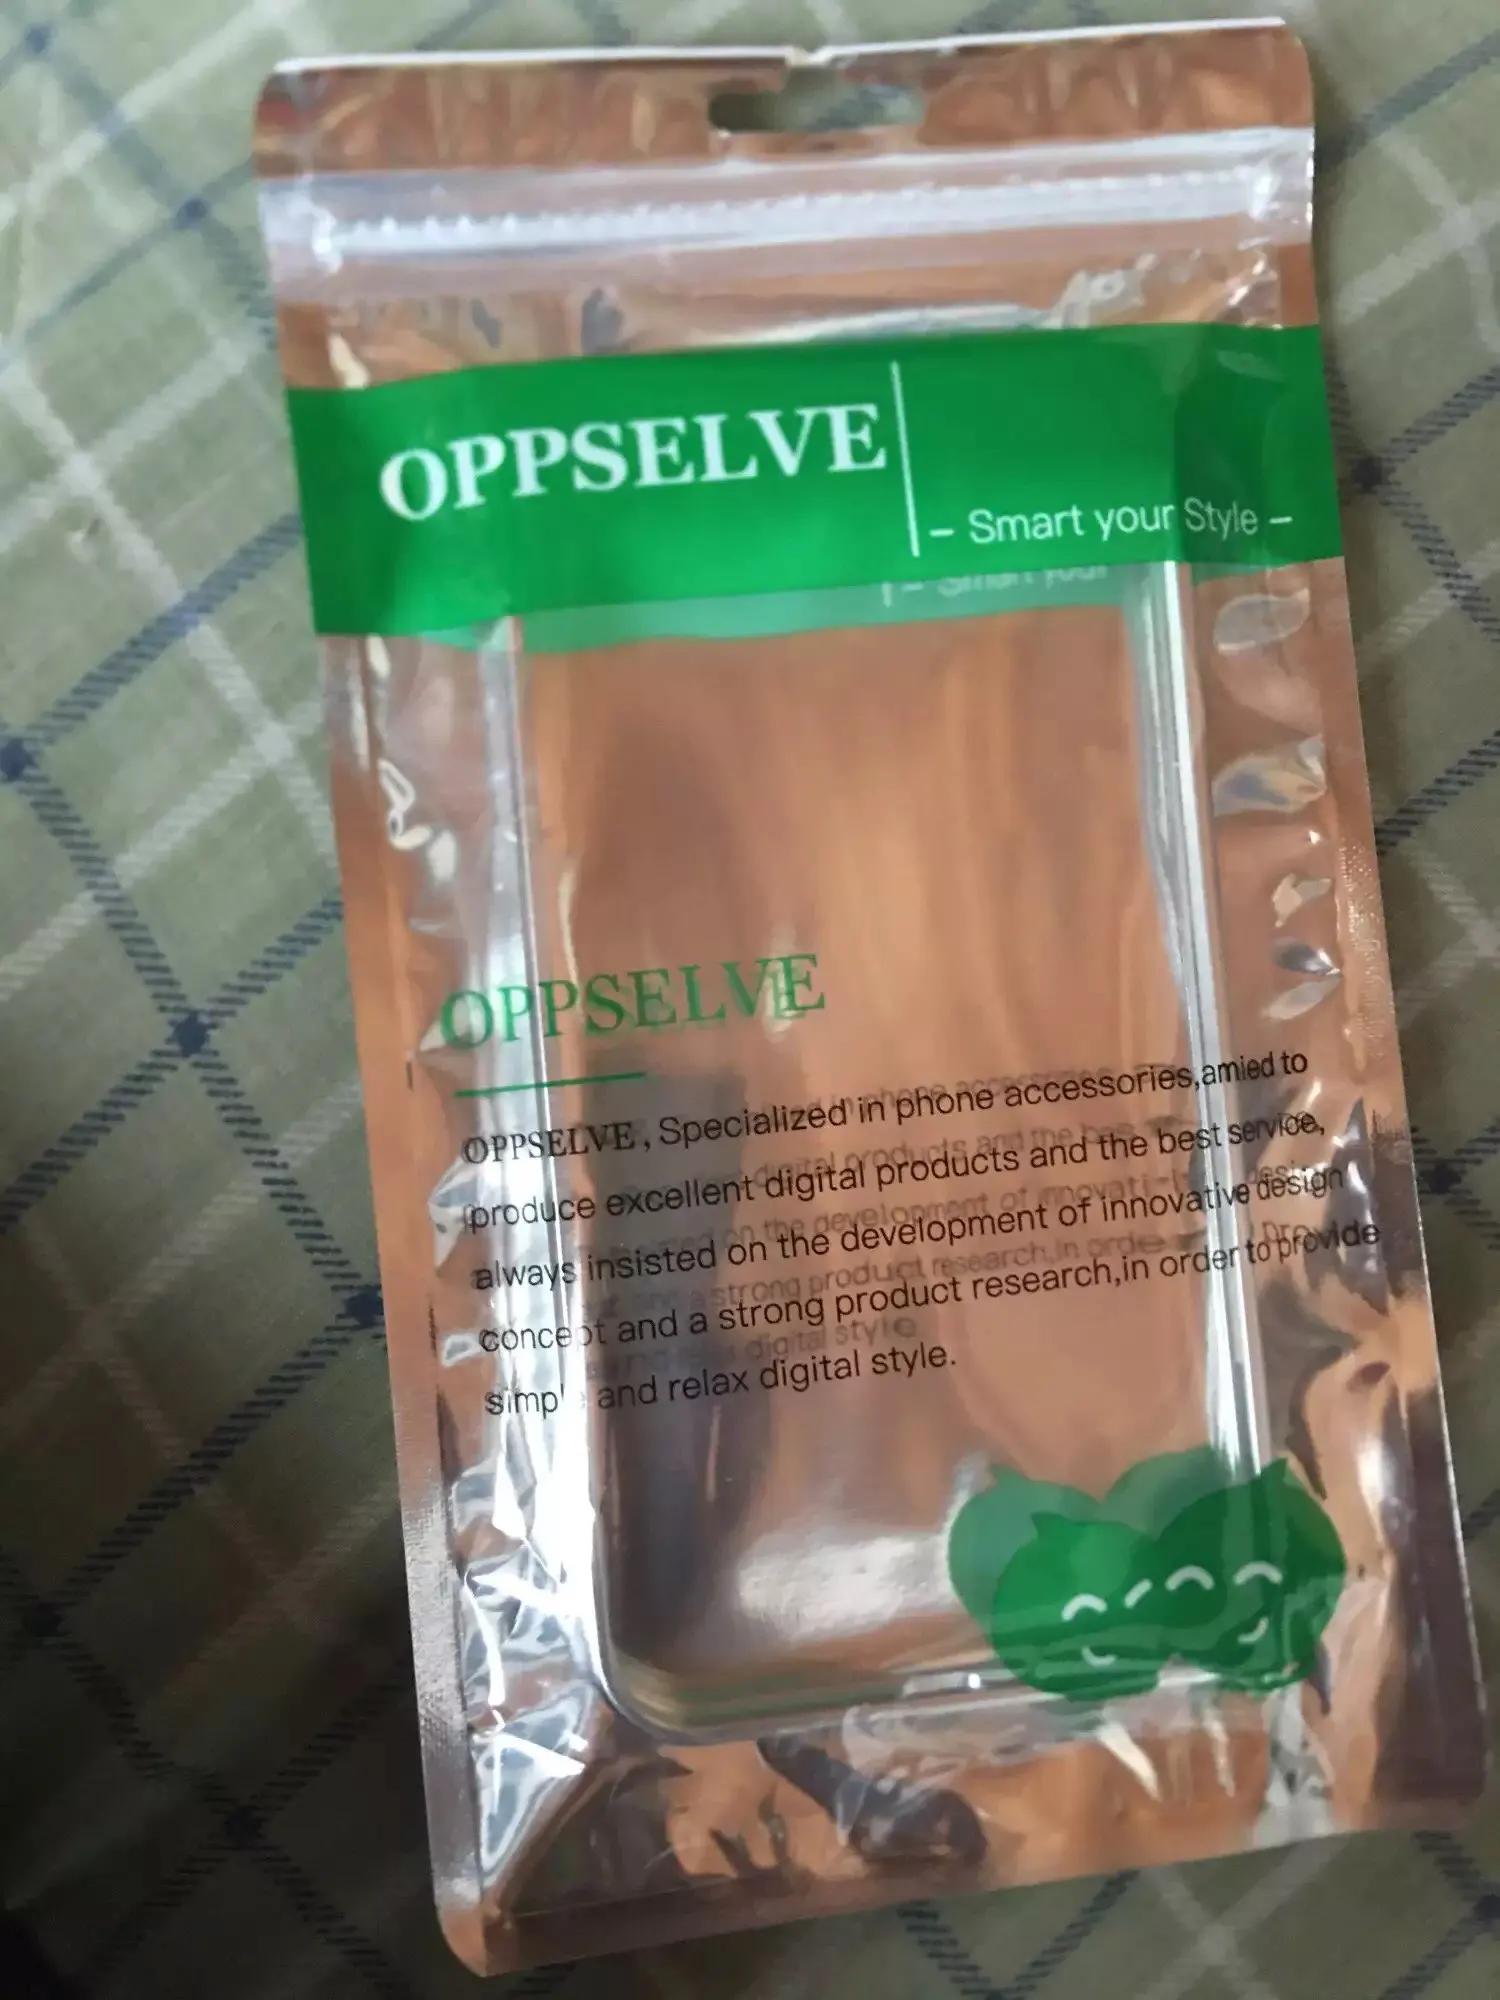 OPPSELVE
– Smart your Style –
OPPSELVE
OPPSELVE, Specialized in phone accessories,amied to
produce excellent digital products and the best service,
always insisted on the development of innovative design
concept and a strong product research,in order to provide
simple and relax digital style.